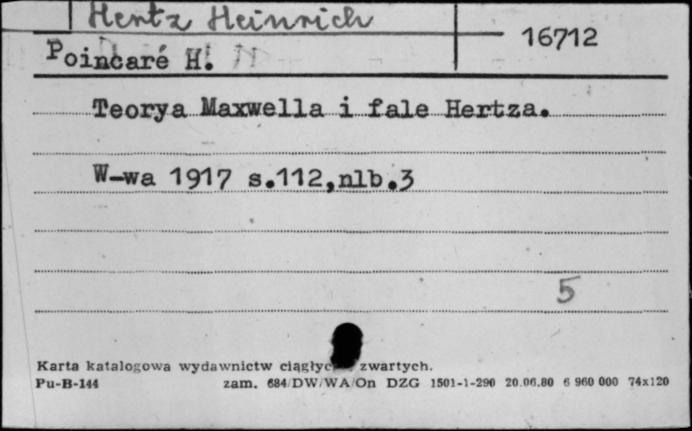 Hertz Heinrich
16712
Poincaré H.
Teorya Maxwella i fale Hertza.
W-wa 1917 s.112,nlb.3
5
Karta katalogowa wydawnictw zwartych.
Pu-B-144 zam. 684/DW/WA/On DZG 1501-1-290 20.06.80 6 960 000 74x120